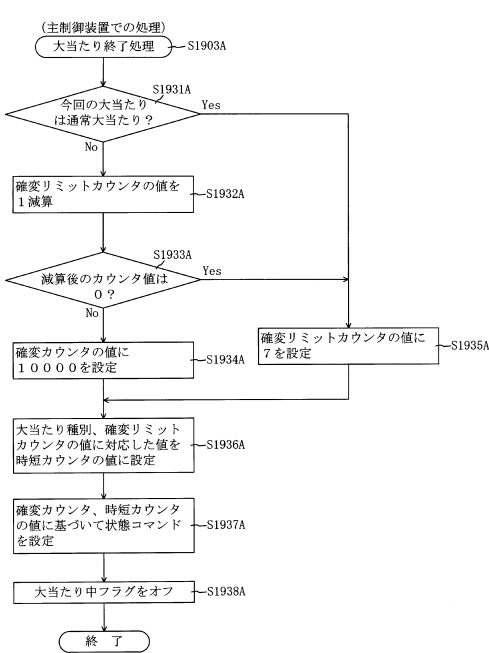 (主制御装置での処理)
大当たり終了処理
S1903A
S1931A
今回の大当たり
は通常大当たり？
Yes
No
確変リミットカウンタの値を
１減算
S1932A
S1933A
減算後のカウンタ値は
０？
Yes
No
確変カウンタの値に
１００００を設定
S1934A
確変リミットカウンタの値に
７を設定
S1935A
大当たり種別、確変リミット
カウンタの値に対応した値を
時短カウンタの値に設定
S1936A
確変カウンタ、時短カウンタ
の値に基づいて状態コマンド
を設定
S1937A
大当たり中フラグをオフ
S1938A
終 了